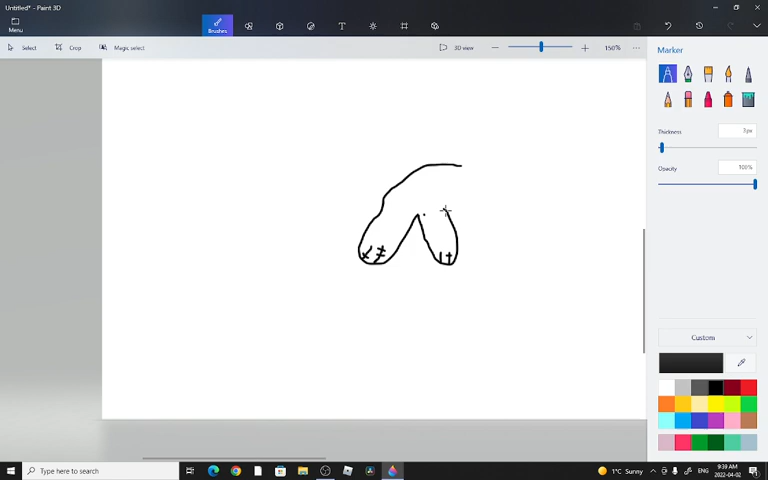 Untitled* - Paint 3D
Menu
Brushes
Select
Crop
Magic select
3D view
150%
Marker
Thickness
3px
Opacity
100%
Custom
Type here to search
1°C Sunny
ENG
9:39 AM
2022-04-02